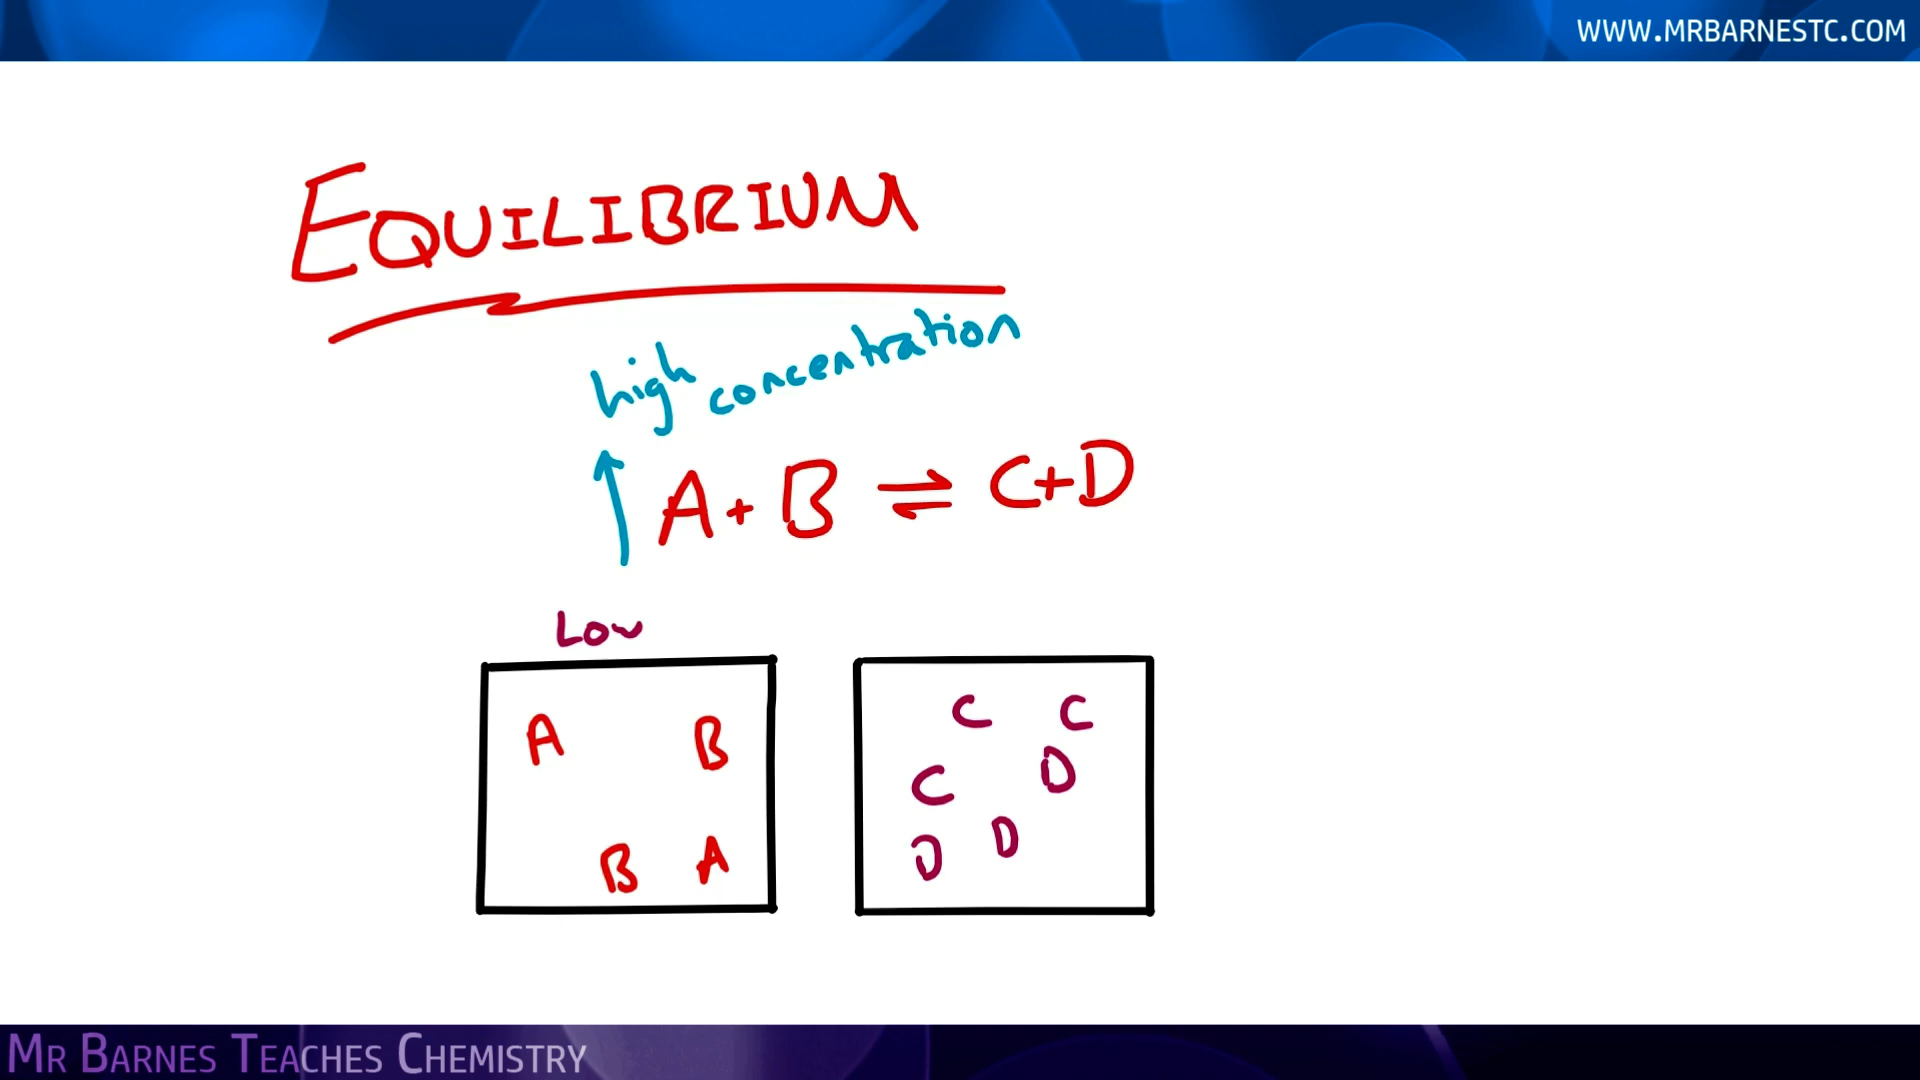 WWW.MRBARNESTC.COM
EQUILIBRIUM
high concentration
A + B ⇌ C + D
Low
A B
B A
C C
C D
D D
MR BARNES TEACHES CHEMISTRY